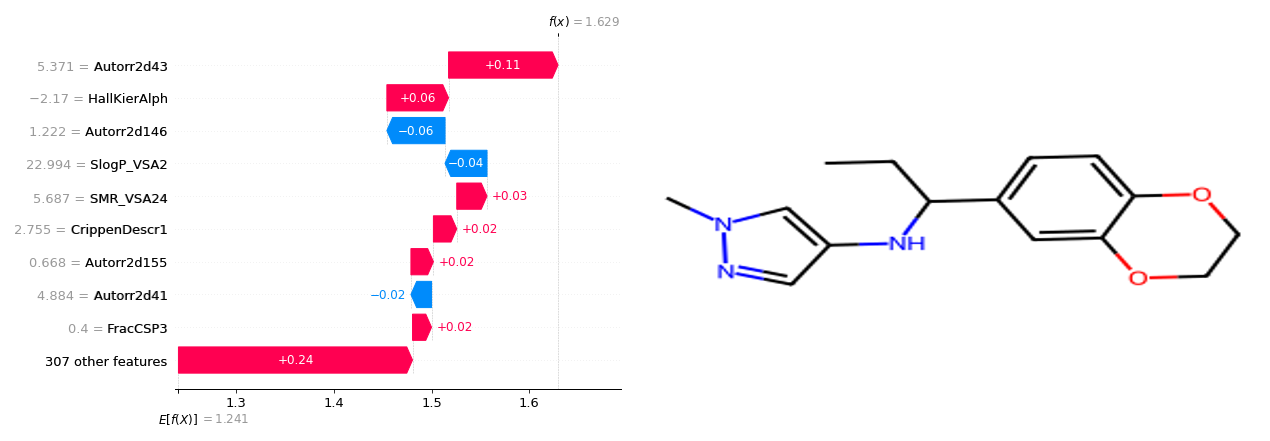 f(x) = 1.629
5.371 = Autorr2d43
+0.11
−2.17 = HallKierAlph
+0.06
1.222 = Autorr2d146
−0.06
22.994 = SlogP_VSA2
−0.04
5.687 = SMR_VSA24
+0.03
2.755 = CrippenDescr1
+0.02
0.668 = Autorr2d155
+0.02
4.884 = Autorr2d41
−0.02
0.4 = FracCSP3
+0.02
307 other features
+0.24
1.3 1.4 1.5 1.6
E[f(X)] = 1.241
N
N
NH
O
O